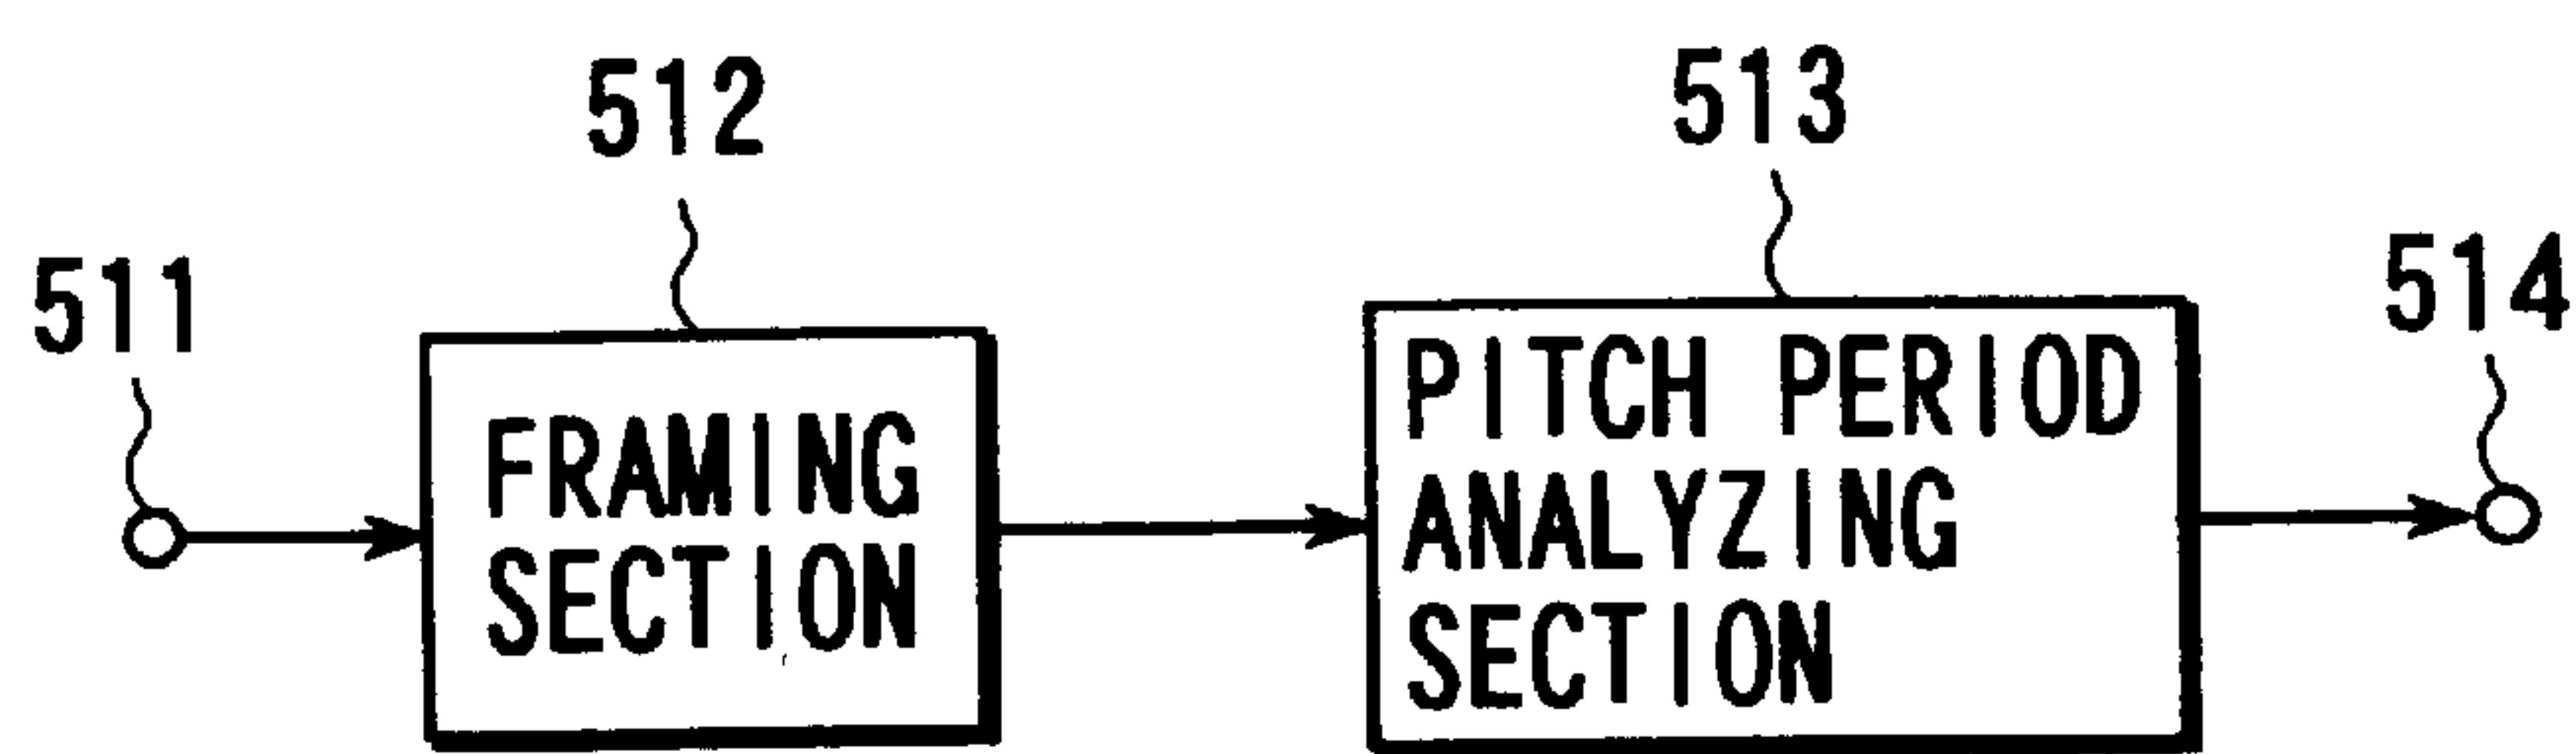 512
513
511
514
FRAMING
SECTION
PITCH PERIOD
ANALYZING
SECTION